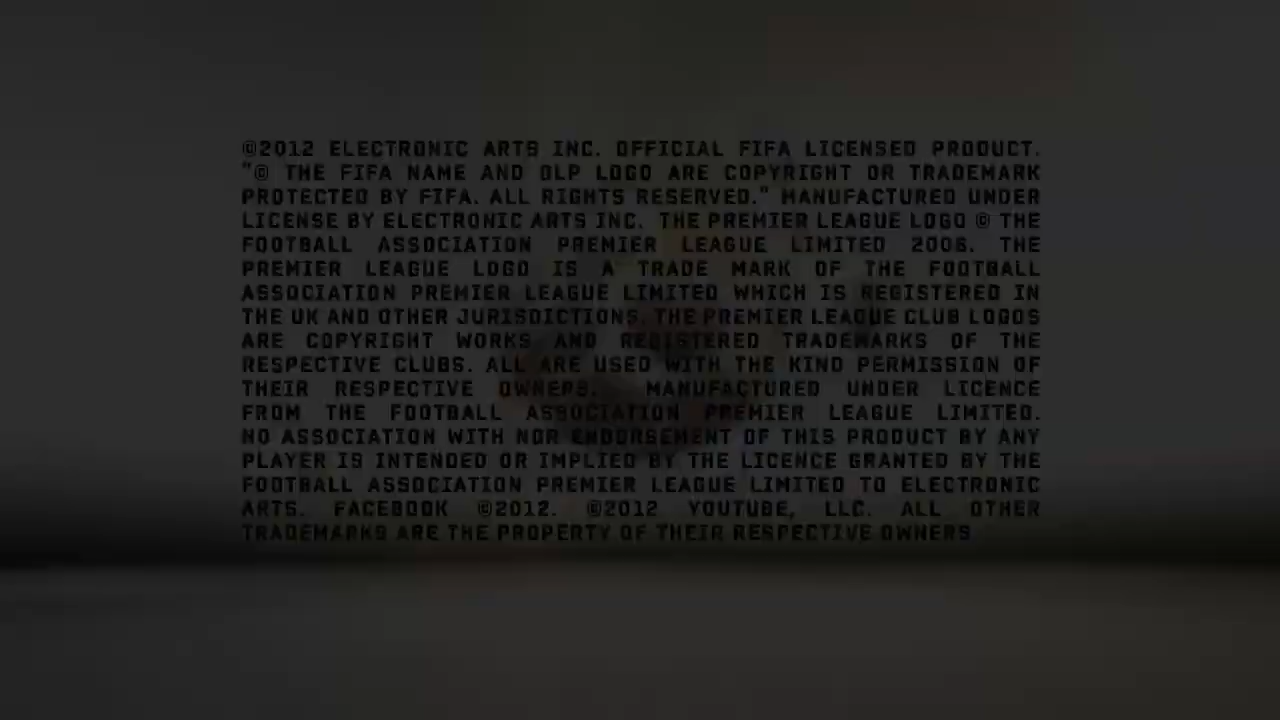 ©2012 ELECTRONIC ARTS INC. OFFICIAL FIFA LICENSED PRODUCT.
"© THE FIFA NAME AND OLP LOGO ARE COPYRIGHT OR TRADEMARK
PROTECTED BY FIFA. ALL RIGHTS RESERVED." MANUFACTURED UNDER
LICENSE BY ELECTRONIC ARTS INC. THE PREMIER LEAGUE LOGO © THE
FOOTBALL ASSOCIATION PREMIER LEAGUE LIMITED 2006. THE
PREMIER LEAGUE LOGO IS A TRADE MARK OF THE FOOTBALL
ASSOCIATION PREMIER LEAGUE LIMITED WHICH IS REGISTERED IN
THE UK AND OTHER JURISDICTIONS. THE PREMIER LEAGUE CLUB LOGOS
ARE COPYRIGHT WORKS AND REGISTERED TRADEMARKS OF THE
RESPECTIVE CLUBS. ALL ARE USED WITH THE KIND PERMISSION OF
THEIR RESPECTIVE OWNERS. MANUFACTURED UNDER LICENCE
FROM THE FOOTBALL ASSOCIATION PREMIER LEAGUE LIMITED.
NO ASSOCIATION WITH NOR ENDORSEMENT OF THIS PRODUCT BY ANY
PLAYER IS INTENDED OR IMPLIED BY THE LICENCE GRANTED BY THE
FOOTBALL ASSOCIATION PREMIER LEAGUE LIMITED TO ELECTRONIC
ARTS. FACEBOOK ©2012. ©2012 YOUTUBE, LLC. ALL OTHER
TRADEMARKS ARE THE PROPERTY OF THEIR RESPECTIVE OWNERS